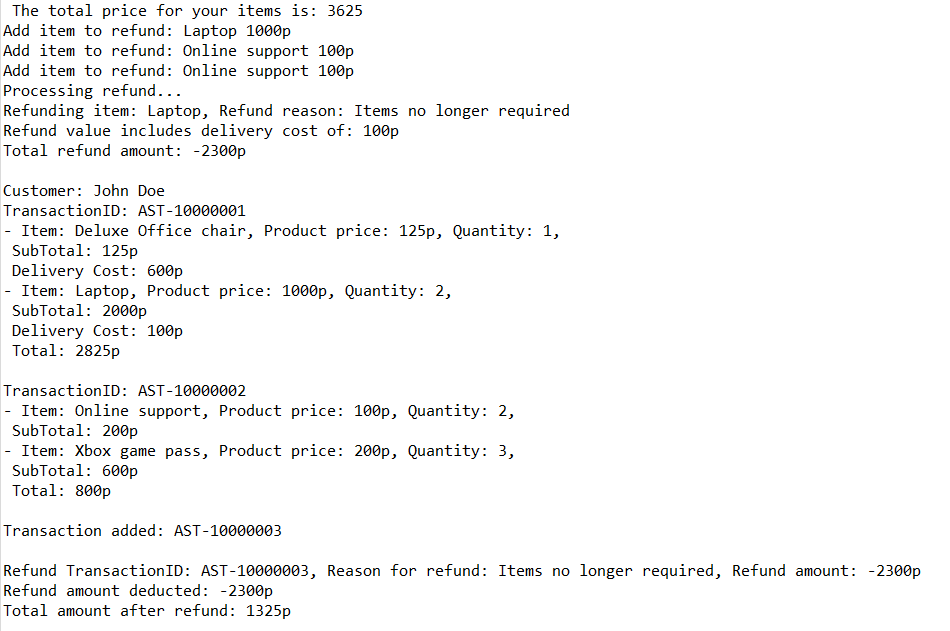 The total price for your items is: 3625
Add item to refund: Laptop 1000p
Add item to refund: Online support 100p
Add item to refund: Online support 100p
Processing refund...
Refunding item: Laptop, Refund reason: Items no longer required
Refund value includes delivery cost of: 100p
Total refund amount: -2300p
Customer: John Doe
TransactionID: AST-10000001
- Item: Deluxe Office chair, Product price: 125p, Quantity: 1,
SubTotal: 125p
Delivery Cost: 600p
- Item: Laptop, Product price: 1000p, Quantity: 2,
SubTotal: 2000p
Delivery Cost: 100p
Total: 2825p
TransactionID: AST-10000002
- Item: Online support, Product price: 100p, Quantity: 2,
SubTotal: 200p
- Item: Xbox game pass, Product price: 200p, Quantity: 3,
SubTotal: 600p
Total: 800p
Transaction added: AST-10000003
Refund TransactionID: AST-10000003, Reason for refund: Items no longer required, Refund amount: -2300p
Refund amount deducted: -2300p
Total amount after refund: 1325p